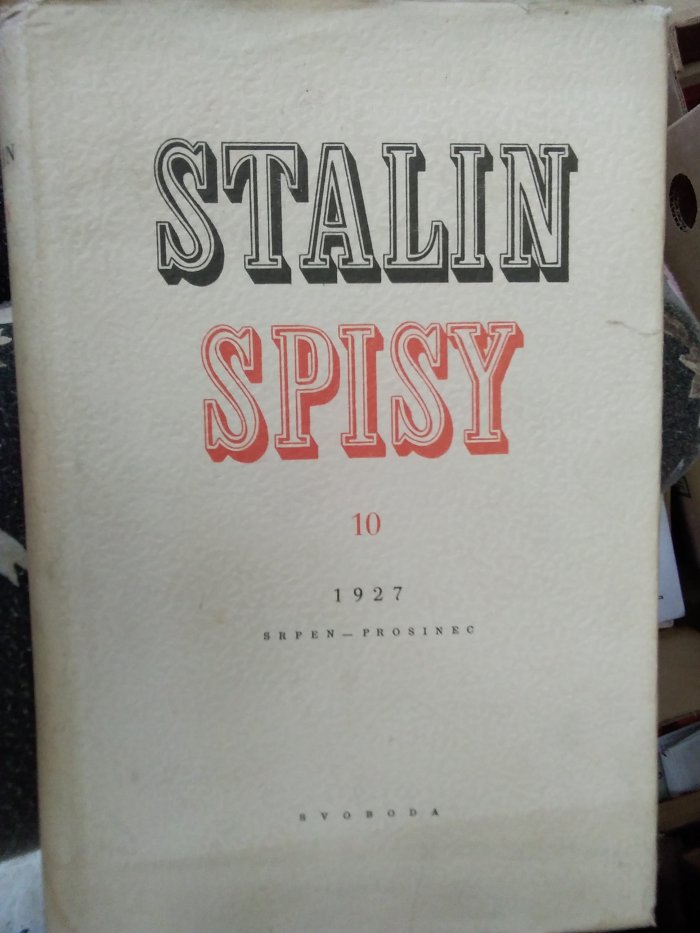 STALIN
SPISY
10
1927
SRPEN — PROSINEC
SVOBODA